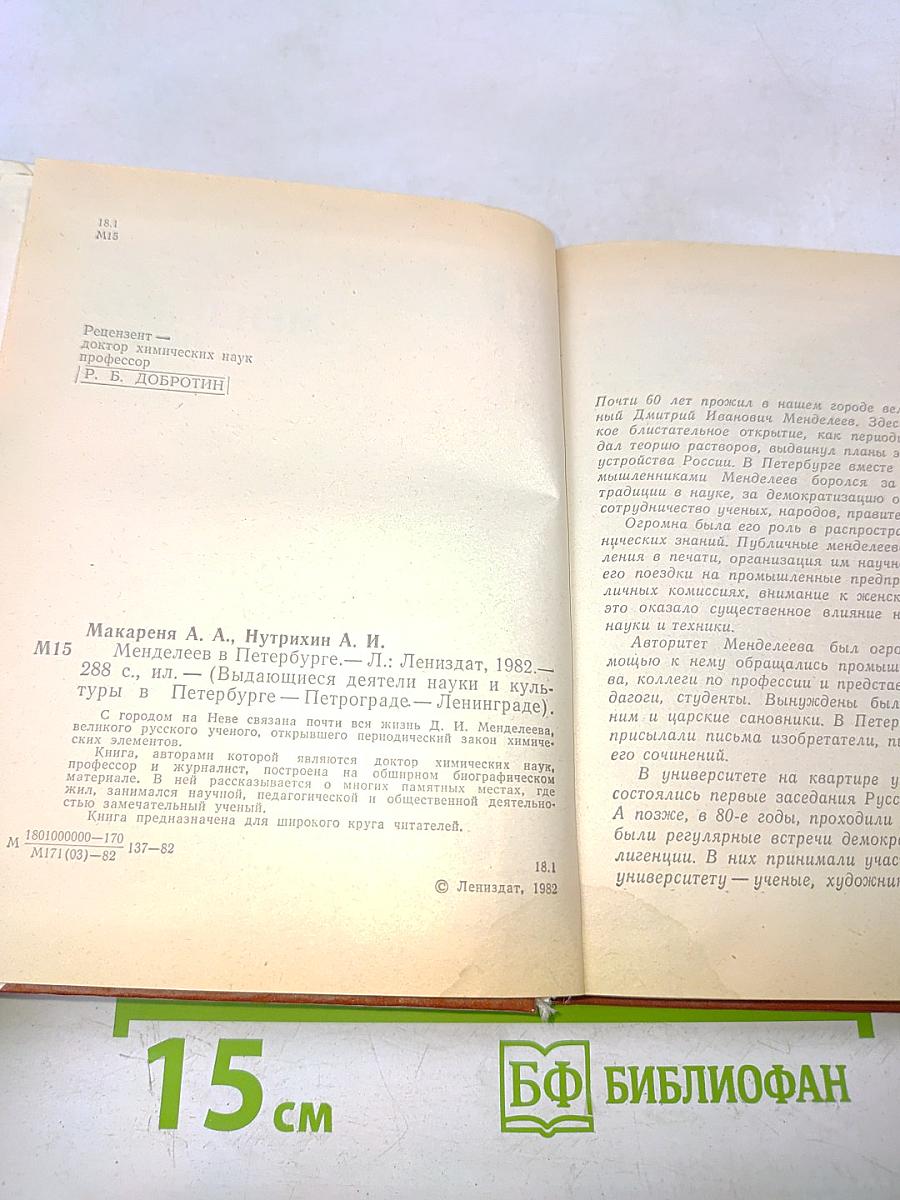 18.1
М15
Рецензент —
доктор химических наук
профессор
Р. Б. ДОБРОТИН
Макареня А. А., Нутрихин А. И.
М15 Менделеев в Петербурге.— Л.: Лениздат, 1982.—
288 с., ил. — (Выдающиеся деятели науки и куль-
туры в Петербурге — Петрограде — Ленинграде).
С городом на Неве связана почти вся жизнь Д. И. Менделеева,
великого русского ученого, открывшего периодический закон химиче-
ских элементов.
Книга, авторами которой являются доктор химических наук,
профессор и журналист, построена на обширном биографическом
материале. В ней рассказывается о многих памятных местах, где
жил, занимался научной, педагогической и общественной деятельно-
стью замечательный ученый.
Книга предназначена для широкого круга читателей.
М 1801000000—170
М171(03)—82 137—82
18.1
© Лениздат, 1982
Почти 60 лет прожил в нашем городе вел
ный Дмитрий Иванович Менделеев. Здес
кое блистательное открытие, как период
дал теорию растворов, выдвинул планы э
устройства России. В Петербурге вместе
мышленниками Менделеев боролся за
традиции в науке, за демократизацию о
сотрудничество ученых, народов, правите
Огромна была его роль в распростра
нических знаний. Публичные менделеев
ления в печати, организация им научн
его поездки на промышленные предпр
личных комиссиях, внимание к женск
это оказало существенное влияние н
науки и техники.
Авторитет Менделеева был огро
мощью к нему обращались промыш
ва, коллеги по профессии и предста
дагоги, студенты. Вынуждены был
ним и царские сановники. В Петер
присылали письма изобретатели, п
его сочинений.
В университете на квартире у
состоялись первые заседания Русс
А позже, в 80-е годы, проходили
были регулярные встречи демокр
лигенции. В них принимали учас
университету — ученые, художни
15 см
БФ БИБЛИОФАН